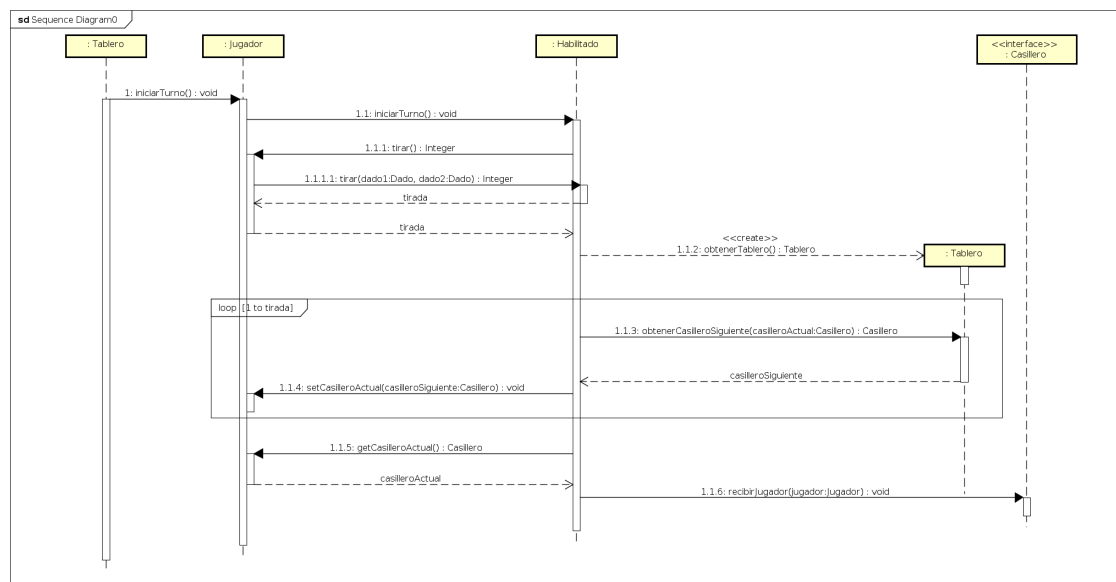 sd Sequence Diagram0
: Tablero
: Jugador
: Habilitado
<<interface>>
: Casillero
1: iniciarTurno() : void
1.1: iniciarTurno() : void
1.1.1: tirar() : Integer
1.1.1.1: tirar(dado1:Dado, dado2:Dado) : Integer
tirada
tirada
<<create>>
1.1.2: obtenerTablero() : Tablero
: Tablero
loop [1 to tirada]
1.1.3: obtenerCasilleroSiguiente(casilleroActual:Casillero) : Casillero
casilleroSiguiente
1.1.4: setCasilleroActual(casilleroSiguiente:Casillero) : void
1.1.5: getCasilleroActual() : Casillero
casilleroActual
1.1.6: recibirJugador(jugador:Jugador) : void